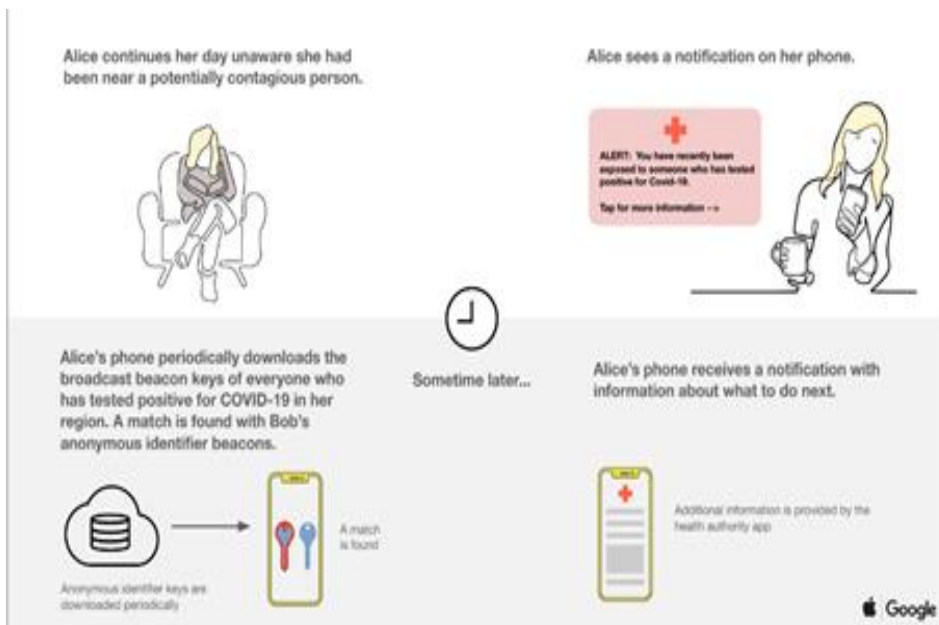 Alice continues her day unaware she had
been near a potentially contagious person.
Alice sees a notification on her phone.
ALERT: You have recently been
exposed to someone who has tested
positive for Covid-19.
Tap for more information -->
Alice's phone periodically downloads the
broadcast beacon keys of everyone who
has tested positive for COVID-19 in her
region. A match is found with Bob's
anonymous identifier beacons.
Sometime later...
Alice's phone receives a notification with
information about what to do next.
A match
is found
Anonymous identifier keys are
downloaded periodically
Additional information is provided by the
health authority app
Google